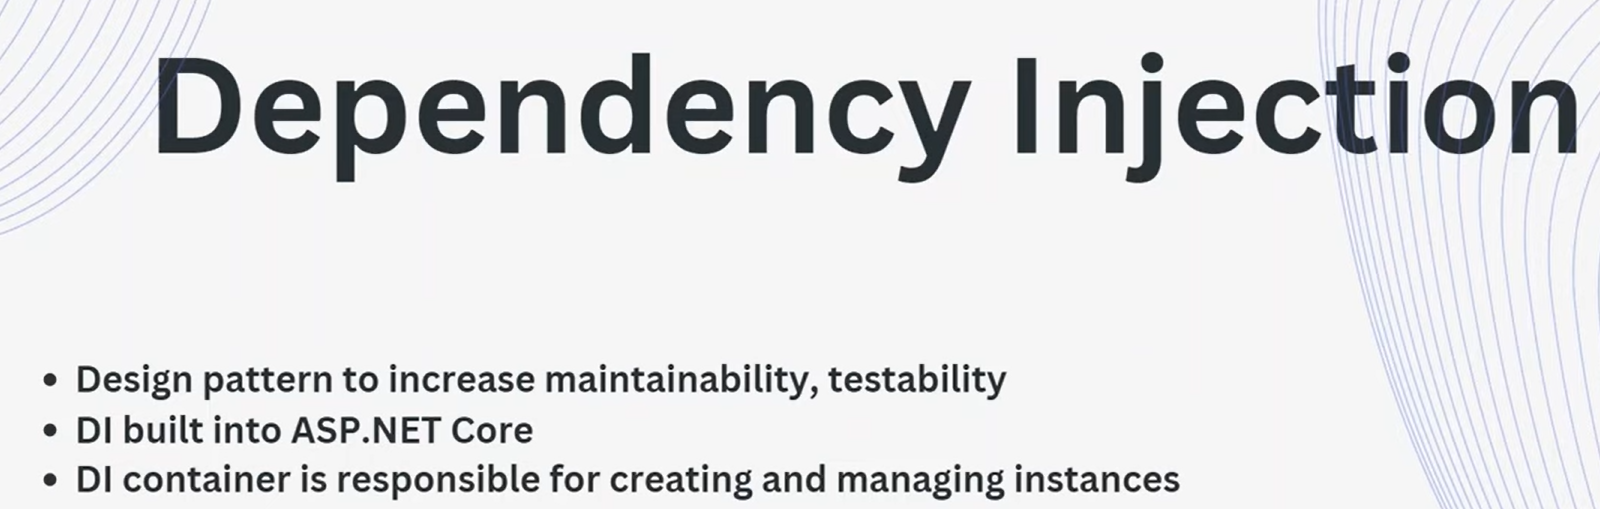 Dependency Injection
• Design pattern to increase maintainability, testability
• DI built into ASP.NET Core
• DI container is responsible for creating and managing instances